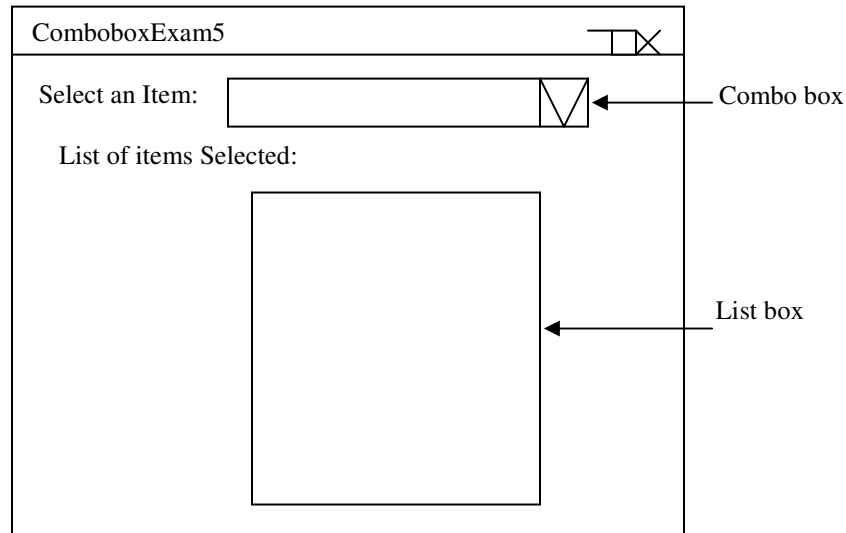 ComboboxExam5
Select an Item:
Combo box
List of items Selected:
List box